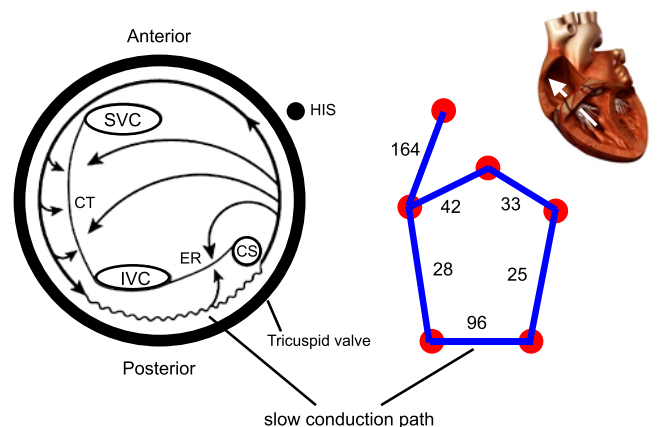 Anterior
SVC
HIS
164
CT
42
33
ER
CS
IVC
28
25
96
Tricuspid valve
Posterior
slow conduction path